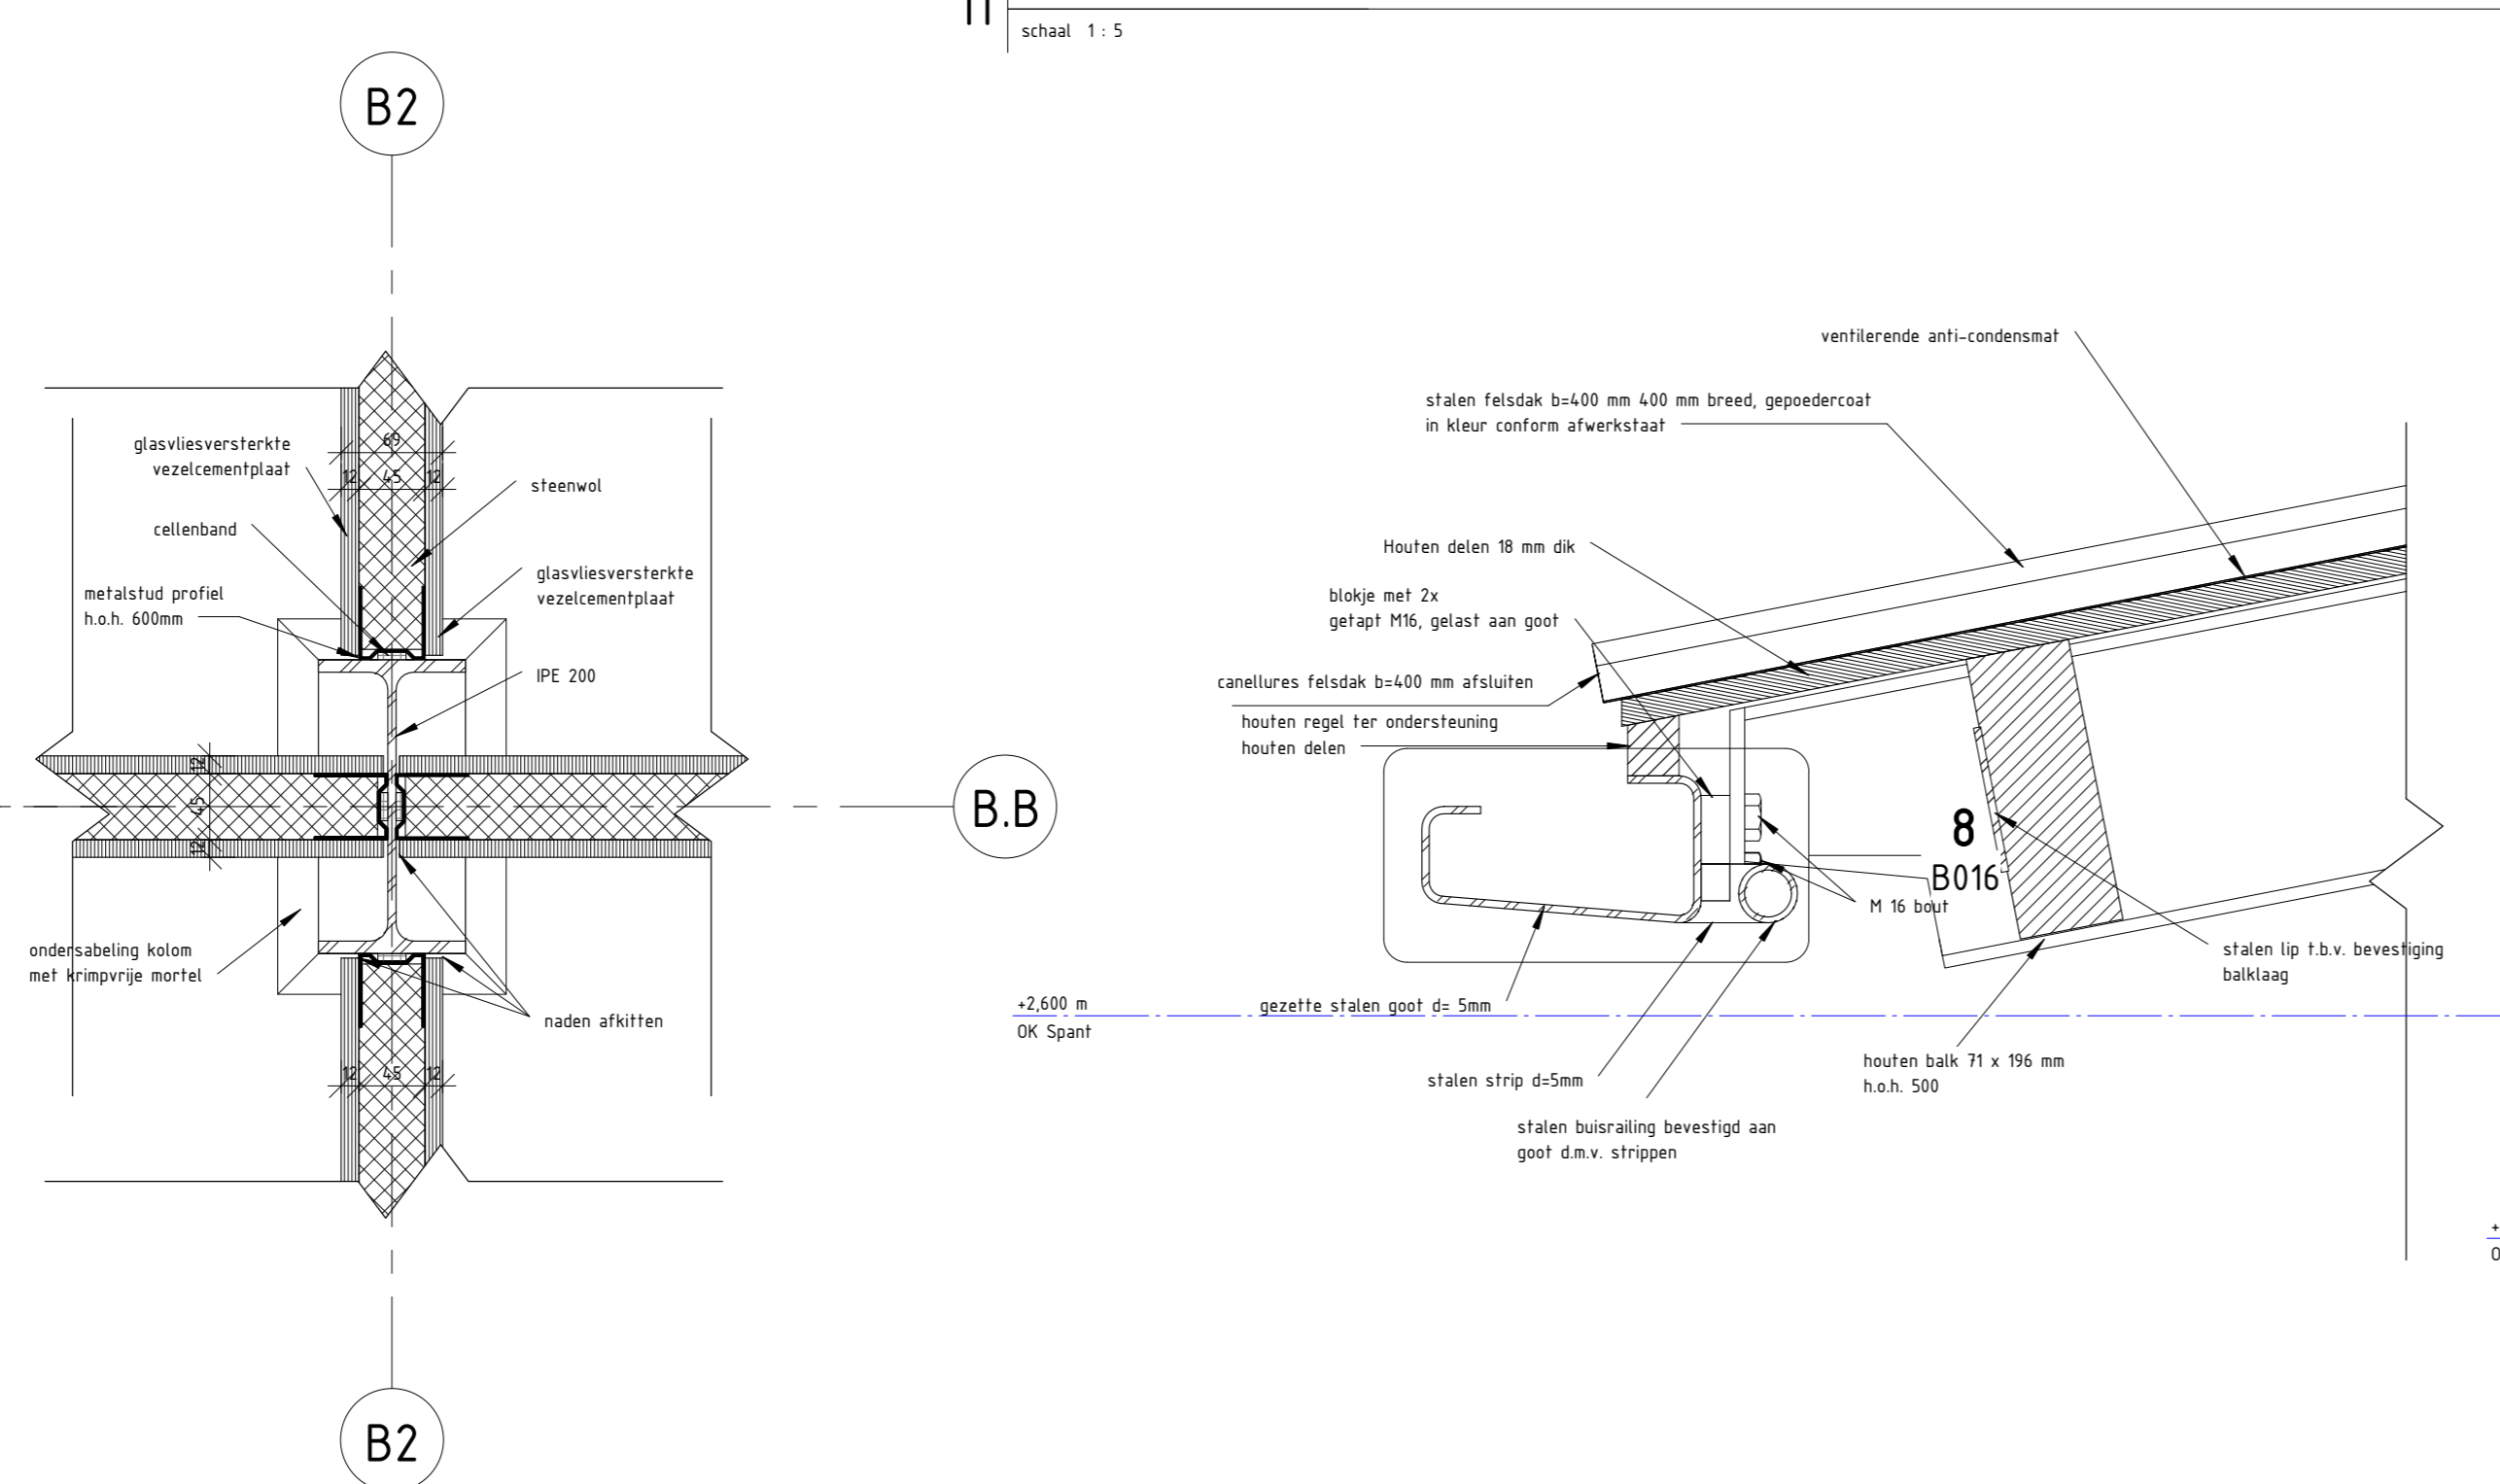 schaal 1 : 5
B2
glasvliesversterkte
vezelcementplaat
69
12
45
12
steenwol
cellenband
glasvliesversterkte
vezelcementplaat
metalstud profiel
h.o.h. 600mm
IPE 200
12
45
12
B.B
ondersabeling kolom
met krimpvrije mortel
naden afkitten
12
45
12
B2
ventilerende anti-condensmat
stalen felsdak b=400 mm 400 mm breed, gepoedercoat
in kleur conform afwerkstaat
Houten delen 18 mm dik
blokje met 2x
getapt M16, gelast aan goot
canellures felsdak b=400 mm afsluiten
houten regel ter ondersteuning
houten delen
8
B016
M 16 bout
stalen lip t.b.v. bevestiging
balklaag
+2,600 m
OK Spant
gezette stalen goot d= 5mm
stalen strip d=5mm
houten balk 71 x 196 mm
h.o.h. 500
stalen buisrailing bevestigd aan
goot d.m.v. strippen